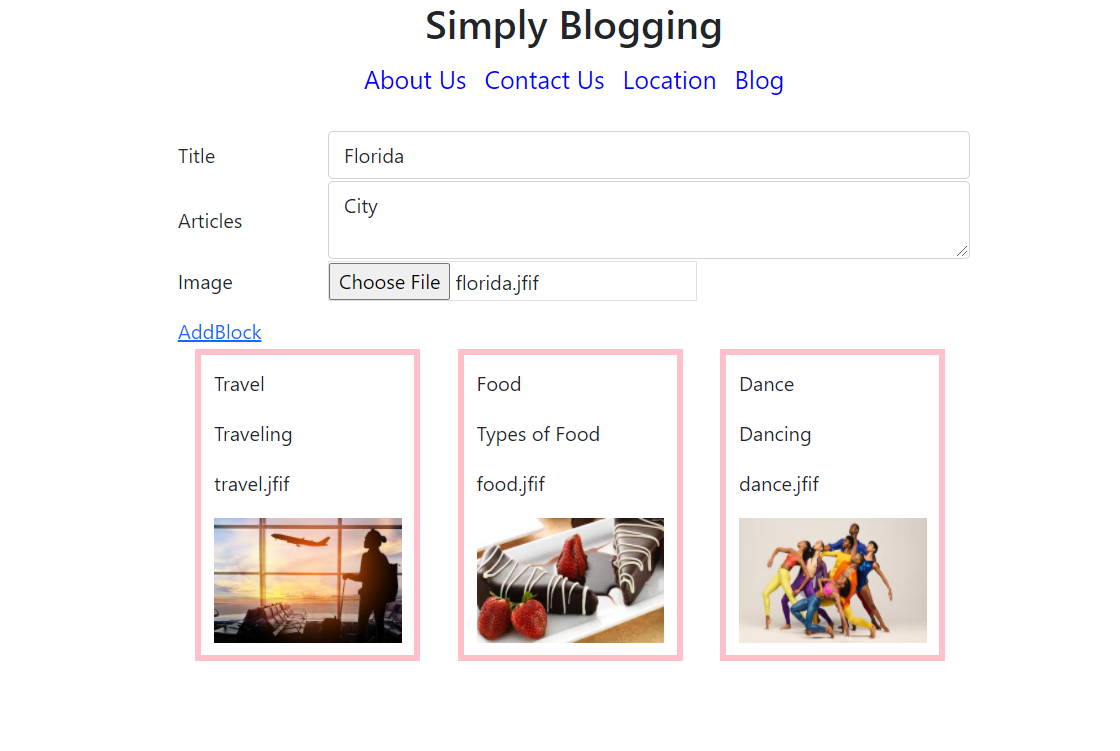 Simply Blogging
About Us Contact Us Location Blog
Title Florida
Articles City
Image Choose File florida.jfif
AddBlock
Travel Food Dance
Traveling Types of Food Dancing
travel.jfif food.jfif dance.jfif